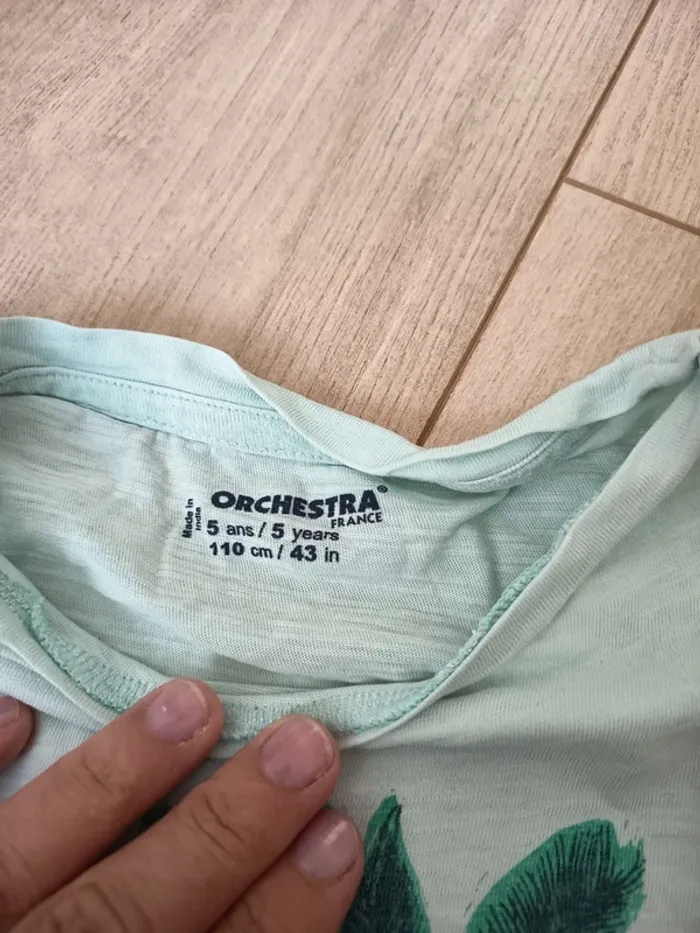 ORCHESTRA®
FRANCE
Made in
India
5 ans / 5 years
110 cm / 43 in